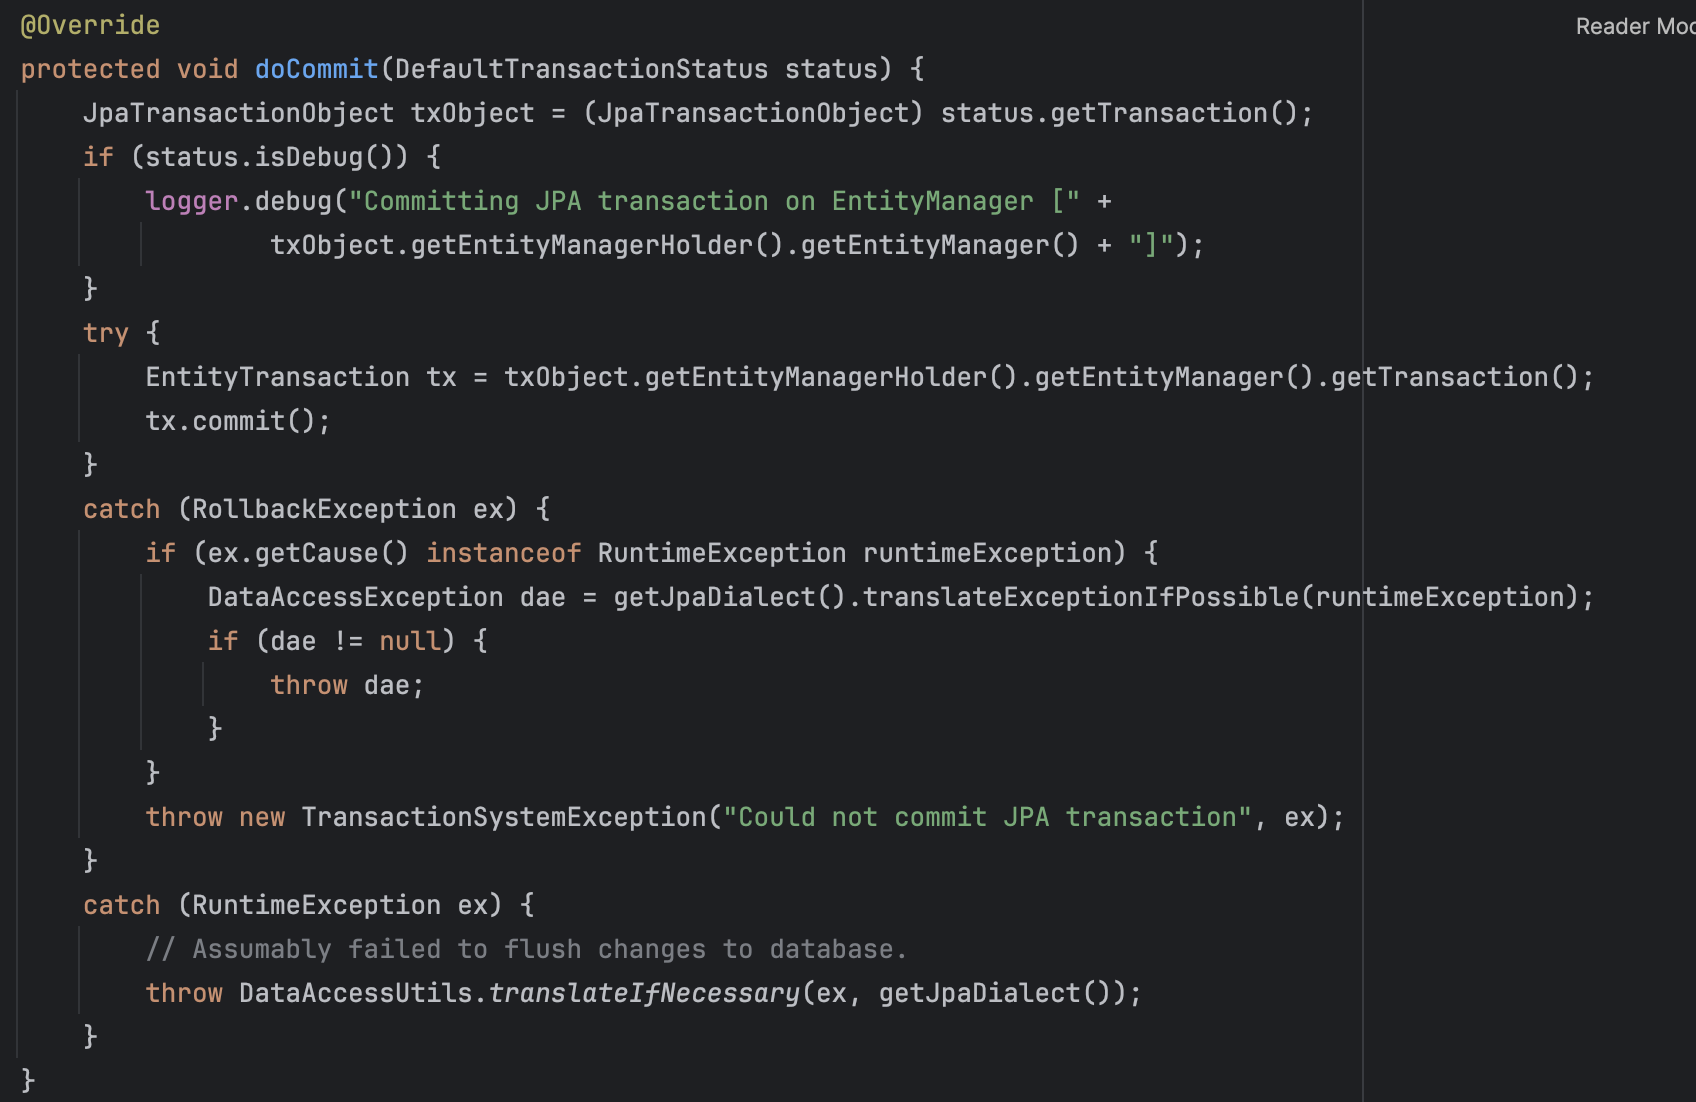 @Override
Reader Mod
protected void doCommit(DefaultTransactionStatus status) {
    JpaTransactionObject txObject = (JpaTransactionObject) status.getTransaction();
    if (status.isDebug()) {
        logger.debug("Committing JPA transaction on EntityManager [" +
                txObject.getEntityManagerHolder().getEntityManager() + "]");
    }
    try {
        EntityTransaction tx = txObject.getEntityManagerHolder().getEntityManager().getTransaction();
        tx.commit();
    }
    catch (RollbackException ex) {
        if (ex.getCause() instanceof RuntimeException runtimeException) {
            DataAccessException dae = getJpaDialect().translateExceptionIfPossible(runtimeException);
            if (dae != null) {
                throw dae;
            }
        }
        throw new TransactionSystemException("Could not commit JPA transaction", ex);
    }
    catch (RuntimeException ex) {
        // Assumably failed to flush changes to database.
        throw DataAccessUtils.translateIfNecessary(ex, getJpaDialect());
    }
}